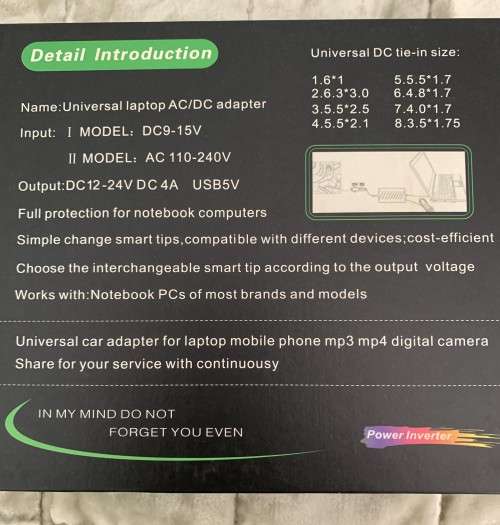 Detail Introduction
Universal DC tie-in size:
1.6*1 5.5.5*1.7
2.6.3*3.0 6.4.8*1.7
3.5.5*2.5 7.4.0*1.7
4.5.5*2.1 8.3.5*1.75
Name:Universal laptop AC/DC adapter
Input: Ⅰ MODEL: DC9-15V
Ⅱ MODEL: AC 110-240V
Output:DC12-24V DC 4A USB5V
Full protection for notebook computers
Simple change smart tips,compatible with different devices;cost-efficient
Choose the interchangeable smart tip according to the output voltage
Works with:Notebook PCs of most brands and models
Universal car adapter for laptop mobile phone mp3 mp4 digital camera
Share for your service with continuousy
IN MY MIND DO NOT
FORGET YOU EVEN
Power Inverter